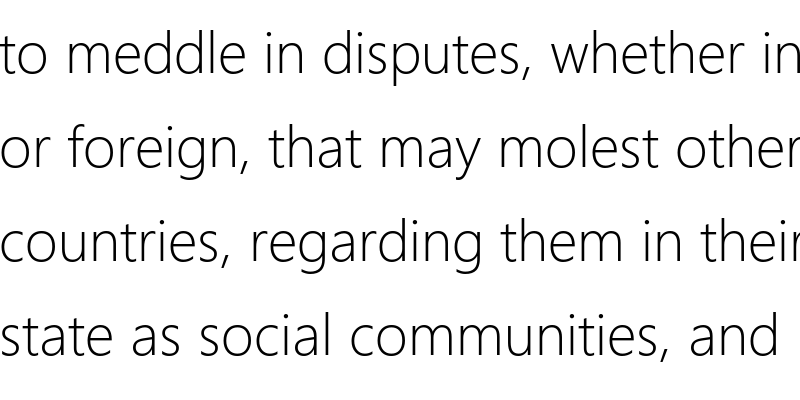 to meddle in disputes, whether in
or foreign, that may molest other
countries, regarding them in their
state as social communities, and